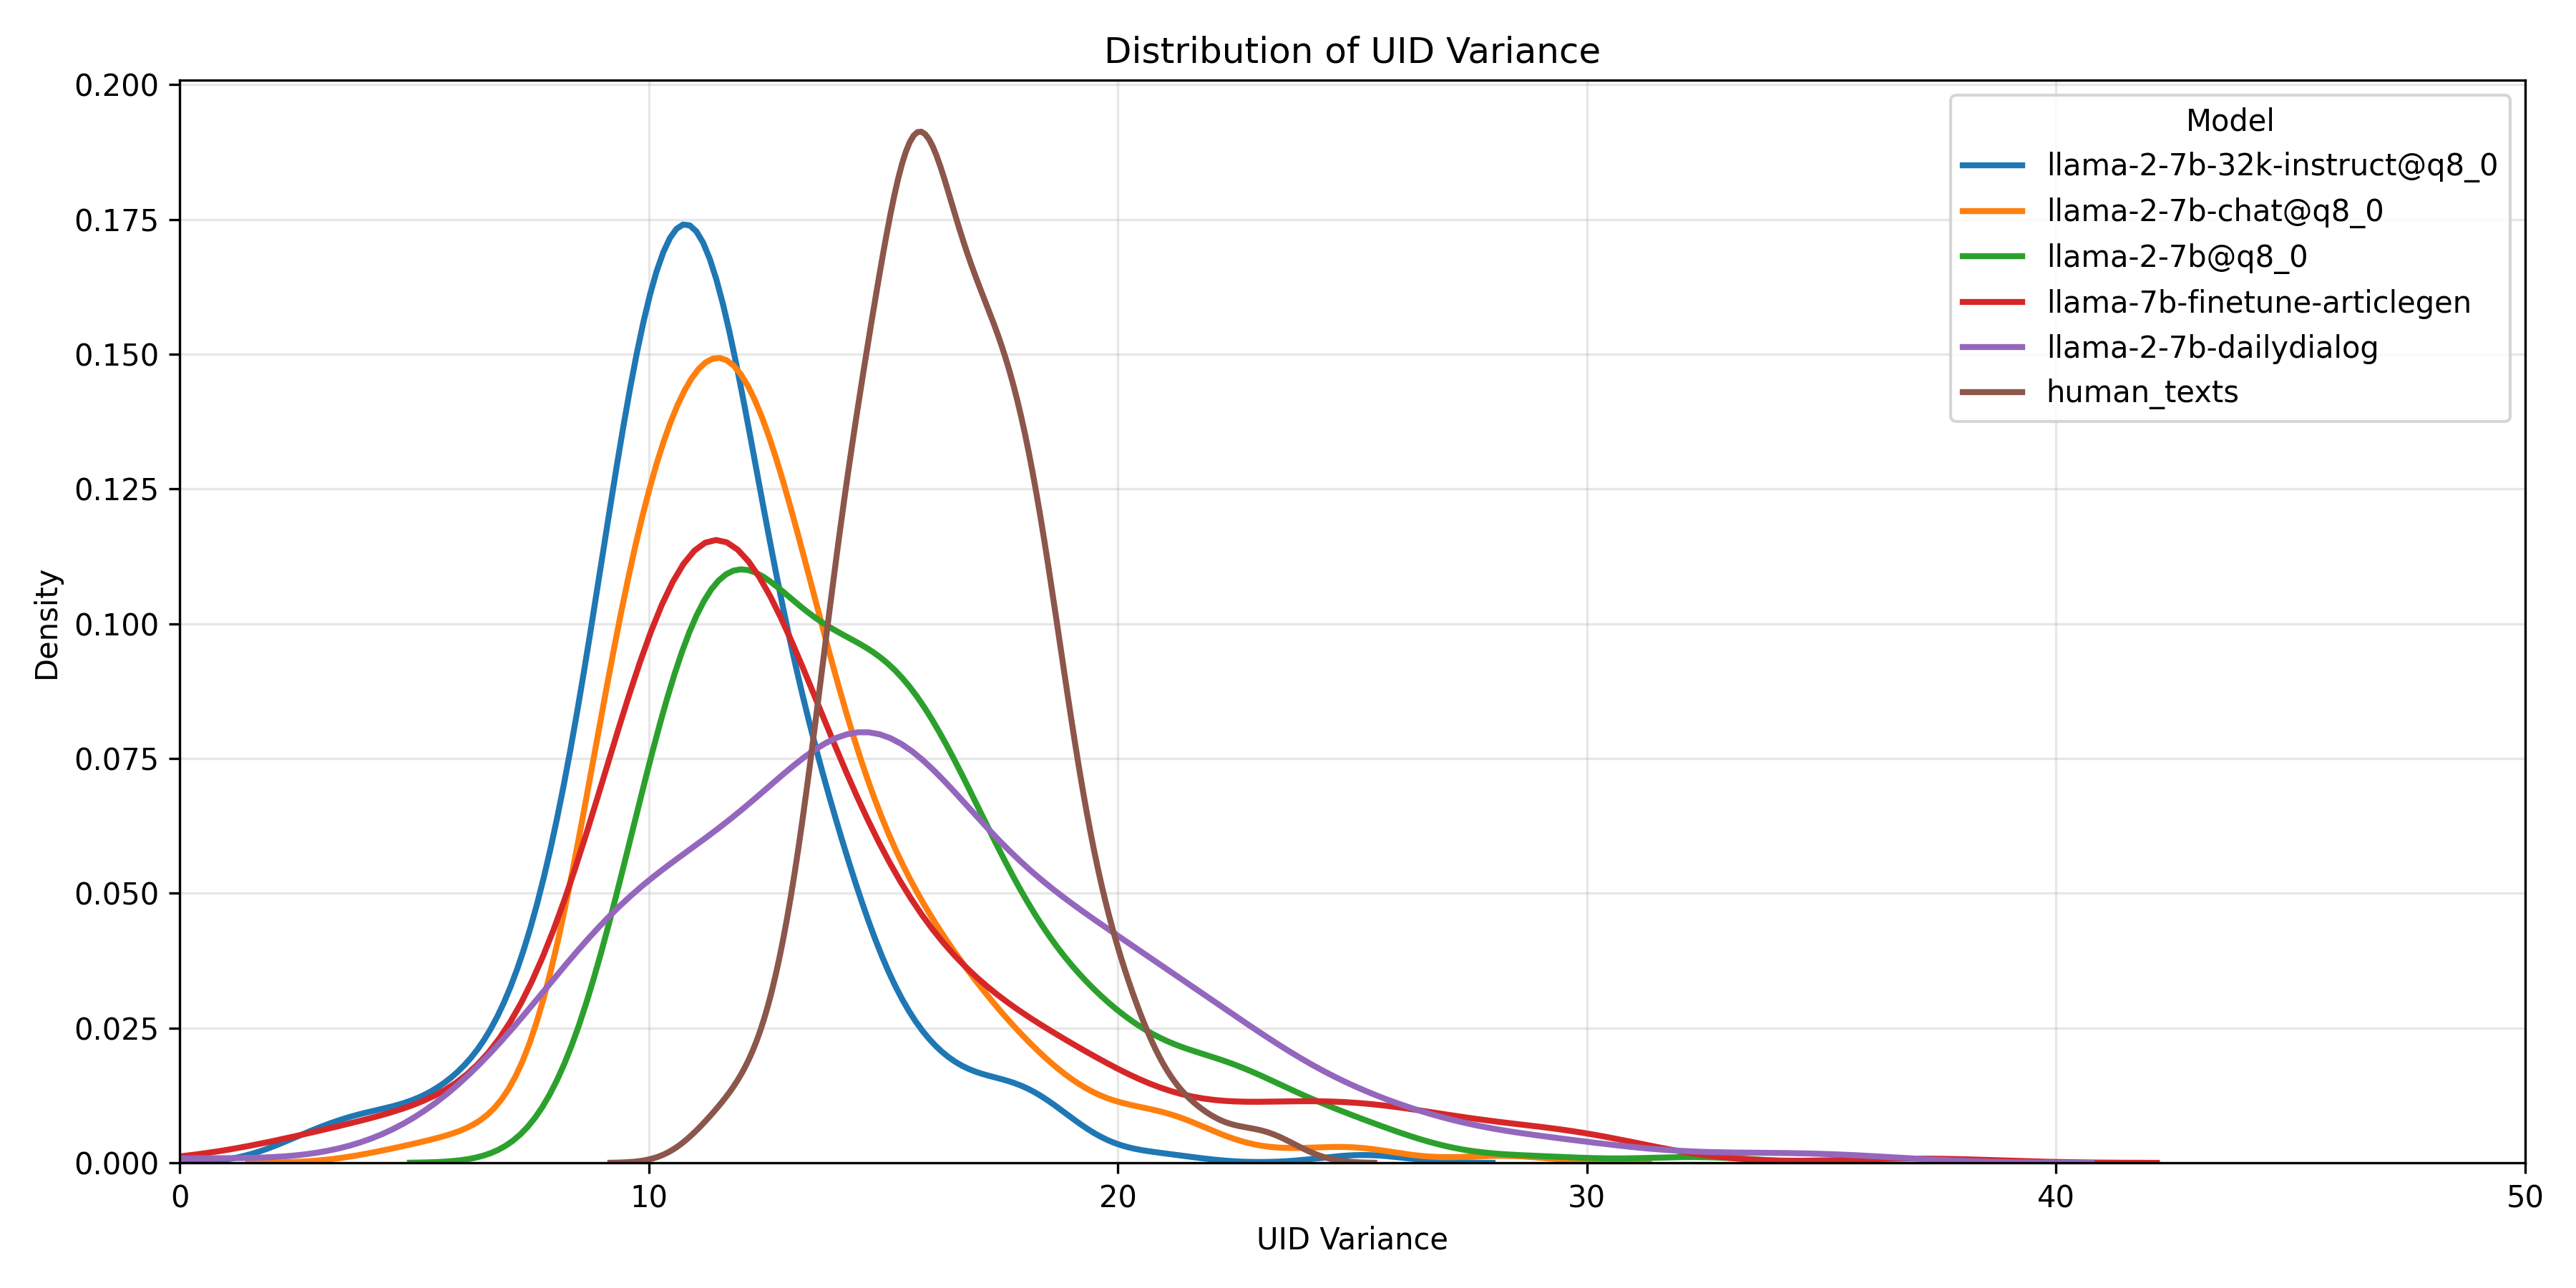 Distribution of UID Variance
0.200
0.175
0.150
0.125
0.100
0.075
0.050
0.025
0.000
Density
0
10
20
30
40
50
UID Variance
Model
llama-2-7b-32k-instruct@q8_0
llama-2-7b-chat@q8_0
llama-2-7b@q8_0
llama-7b-finetune-articlegen
llama-2-7b-dailydialog
human_texts